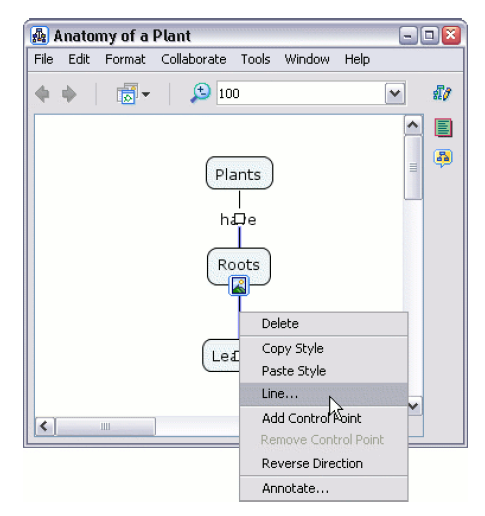 Anatomy of a Plant
File Edit Format Collaborate Tools Window Help
100
Plants
have
Roots
Delete
Copy Style
Paste Style
Line...
Add Control Point
Remove Control Point
Reverse Direction
Annotate...